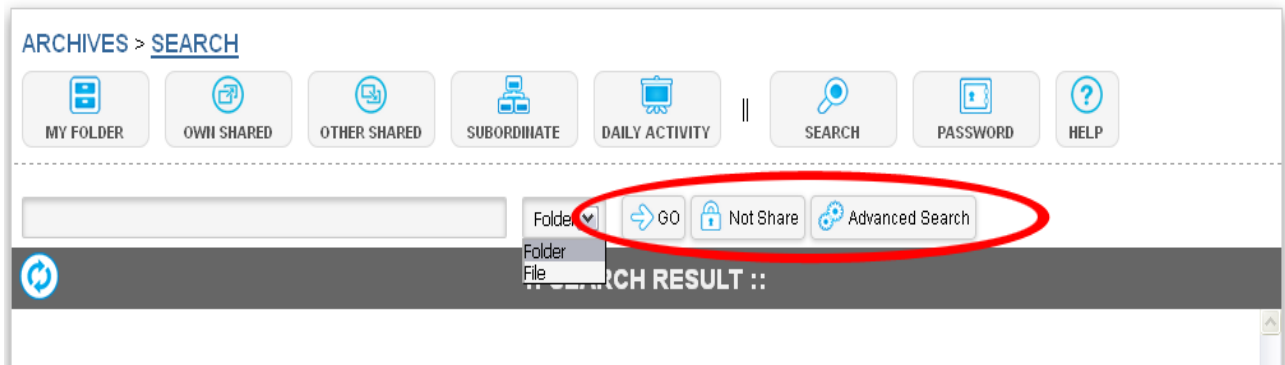 ARCHIVES > SEARCH
MY FOLDER OWN SHARED OTHER SHARED SUBORDINATE DAILY ACTIVITY || SEARCH PASSWORD HELP
Folder GO Not Share Advanced Search
Folder
File
:: SEARCH RESULT ::